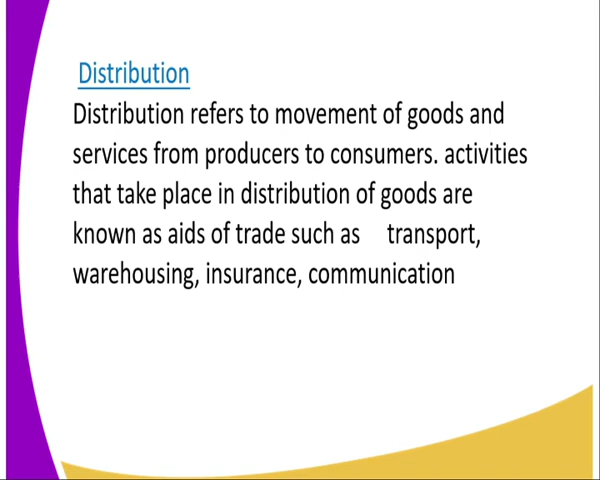 Distribution
Distribution refers to movement of goods and
services from producers to consumers. activities
that take place in distribution of goods are
known as aids of trade such as    transport,
warehousing, insurance, communication